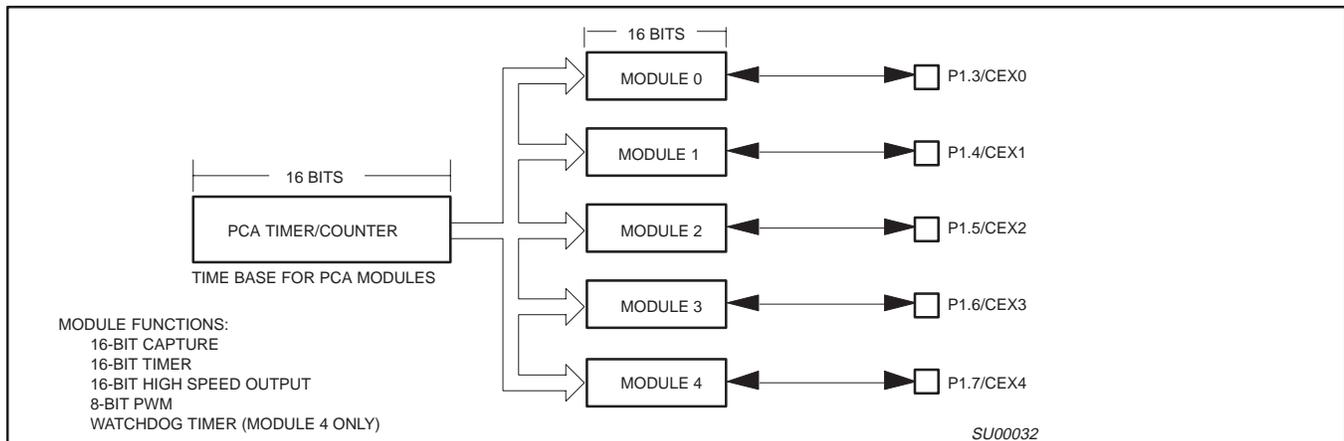 16 BITS
MODULE 0
P1.3/CEX0
MODULE 1
P1.4/CEX1
16 BITS
PCA TIMER/COUNTER
TIME BASE FOR PCA MODULES
MODULE 2
P1.5/CEX2
MODULE 3
P1.6/CEX3
MODULE 4
P1.7/CEX4
MODULE FUNCTIONS:
16-BIT CAPTURE
16-BIT TIMER
16-BIT HIGH SPEED OUTPUT
8-BIT PWM
WATCHDOG TIMER (MODULE 4 ONLY)
SU00032